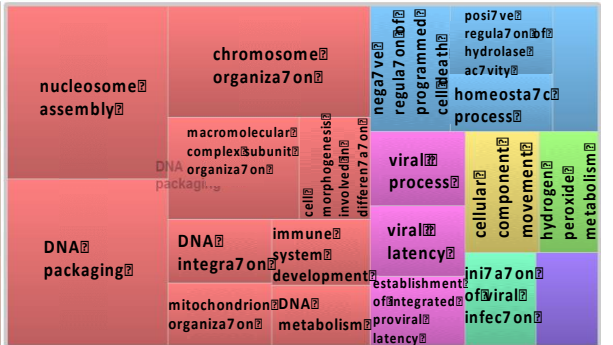 nucleosome�
assembly�
chromosome�
organiza7on�
nega7ve�
regula7on�of�
programmed�
cell�death�
posi7ve�
regula7on�of�
hydrolase�
ac7vity�
homeosta7c�
process�
macromolecular�
complex�subunit�
organiza7on�
cell�
morphogenesis�
involved�in�
differen7a7on�
DNA
packaging
viral��
process�
cellular�
component�
movement�
hydrogen�
peroxide�
metabolism�
DNA�
packaging�
DNA�
integra7on�
immune�
system�
development�
viral�
latency�
mitochondrion�
organiza7on�
DNA�
metabolism�
establishment�
of�integrated�
proviral�
latency�
ini7a7on�
of�viral�
infec7on�